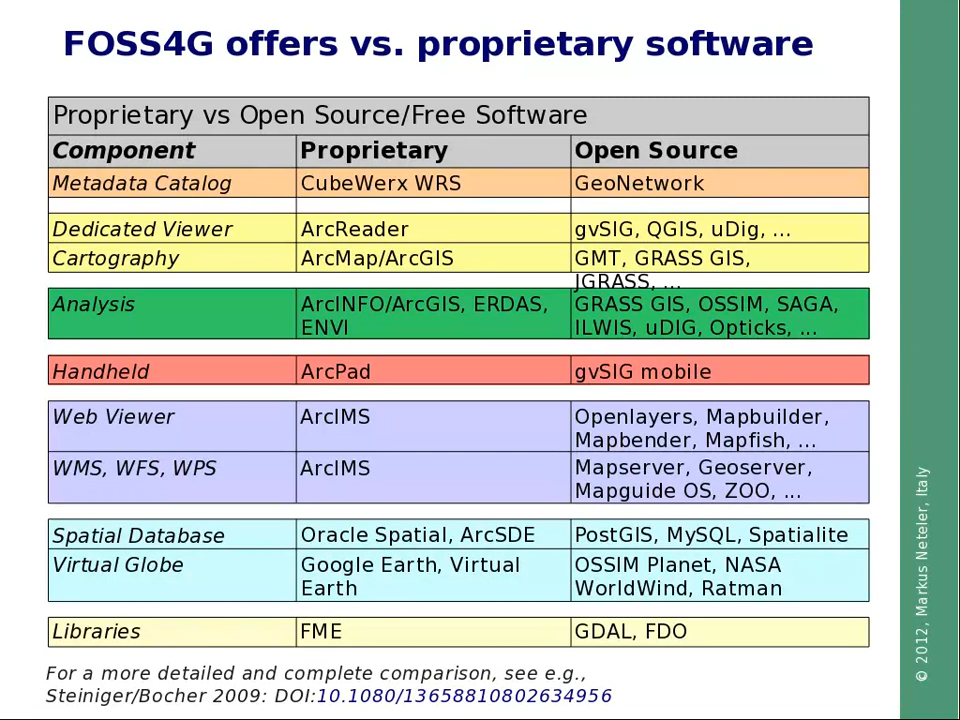 FOSS4G offers vs. proprietary software
Proprietary vs Open Source/Free Software
Component Proprietary Open Source
Metadata Catalog CubeWerx WRS GeoNetwork
Dedicated Viewer ArcReader gvSIG, QGIS, uDig, ...
Cartography ArcMap/ArcGIS GMT, GRASS GIS,
JGRASS, ...
Analysis ArcINFO/ArcGIS, ERDAS, GRASS GIS, OSSIM, SAGA,
ENVI ILWIS, uDIG, Opticks, ...
Handheld ArcPad gvSIG mobile
Web Viewer ArcIMS Openlayers, Mapbuilder,
Mapbender, Mapfish, ...
WMS, WFS, WPS ArcIMS Mapserver, Geoserver,
Mapguide OS, ZOO, ...
Spatial Database Oracle Spatial, ArcSDE PostGIS, MySQL, Spatialite
Virtual Globe Google Earth, Virtual OSSIM Planet, NASA
Earth WorldWind, Ratman
Libraries FME GDAL, FDO
For a more detailed and complete comparison, see e.g.,
Steiniger/Bocher 2009: DOI:10.1080/13658810802634956
© 2012, Markus Neteler, Italy